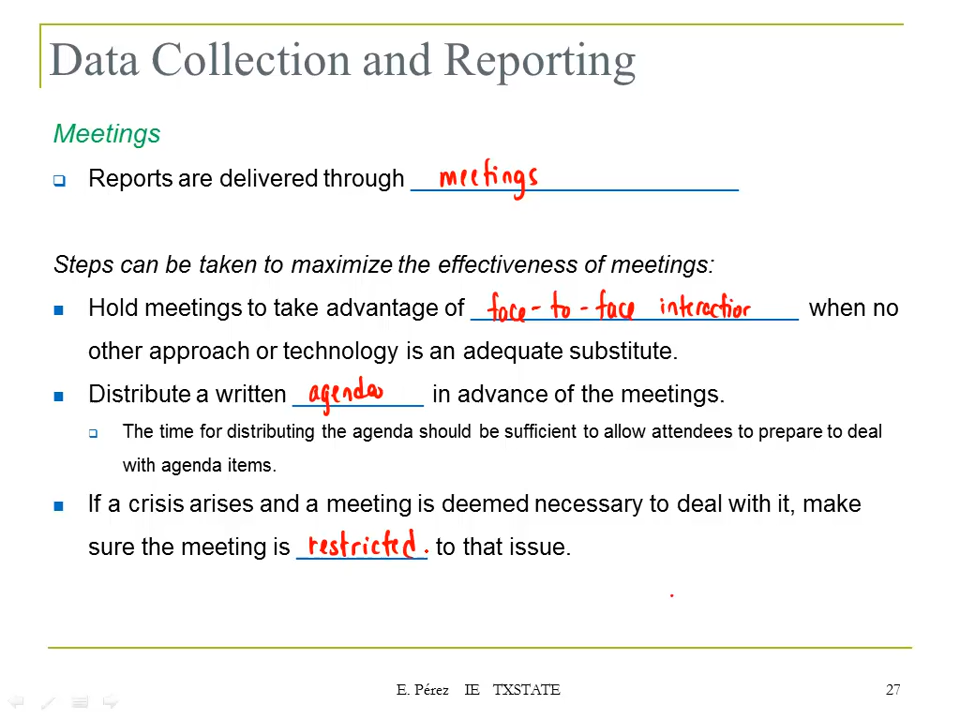 Data Collection and Reporting
Meetings
Reports are delivered through meetings
Steps can be taken to maximize the effectiveness of meetings:
Hold meetings to take advantage of face-to-face interaction when no
other approach or technology is an adequate substitute.
Distribute a written agenda in advance of the meetings.
The time for distributing the agenda should be sufficient to allow attendees to prepare to deal
with agenda items.
If a crisis arises and a meeting is deemed necessary to deal with it, make
sure the meeting is restricted. to that issue.
E. Pérez IE TXSTATE 27